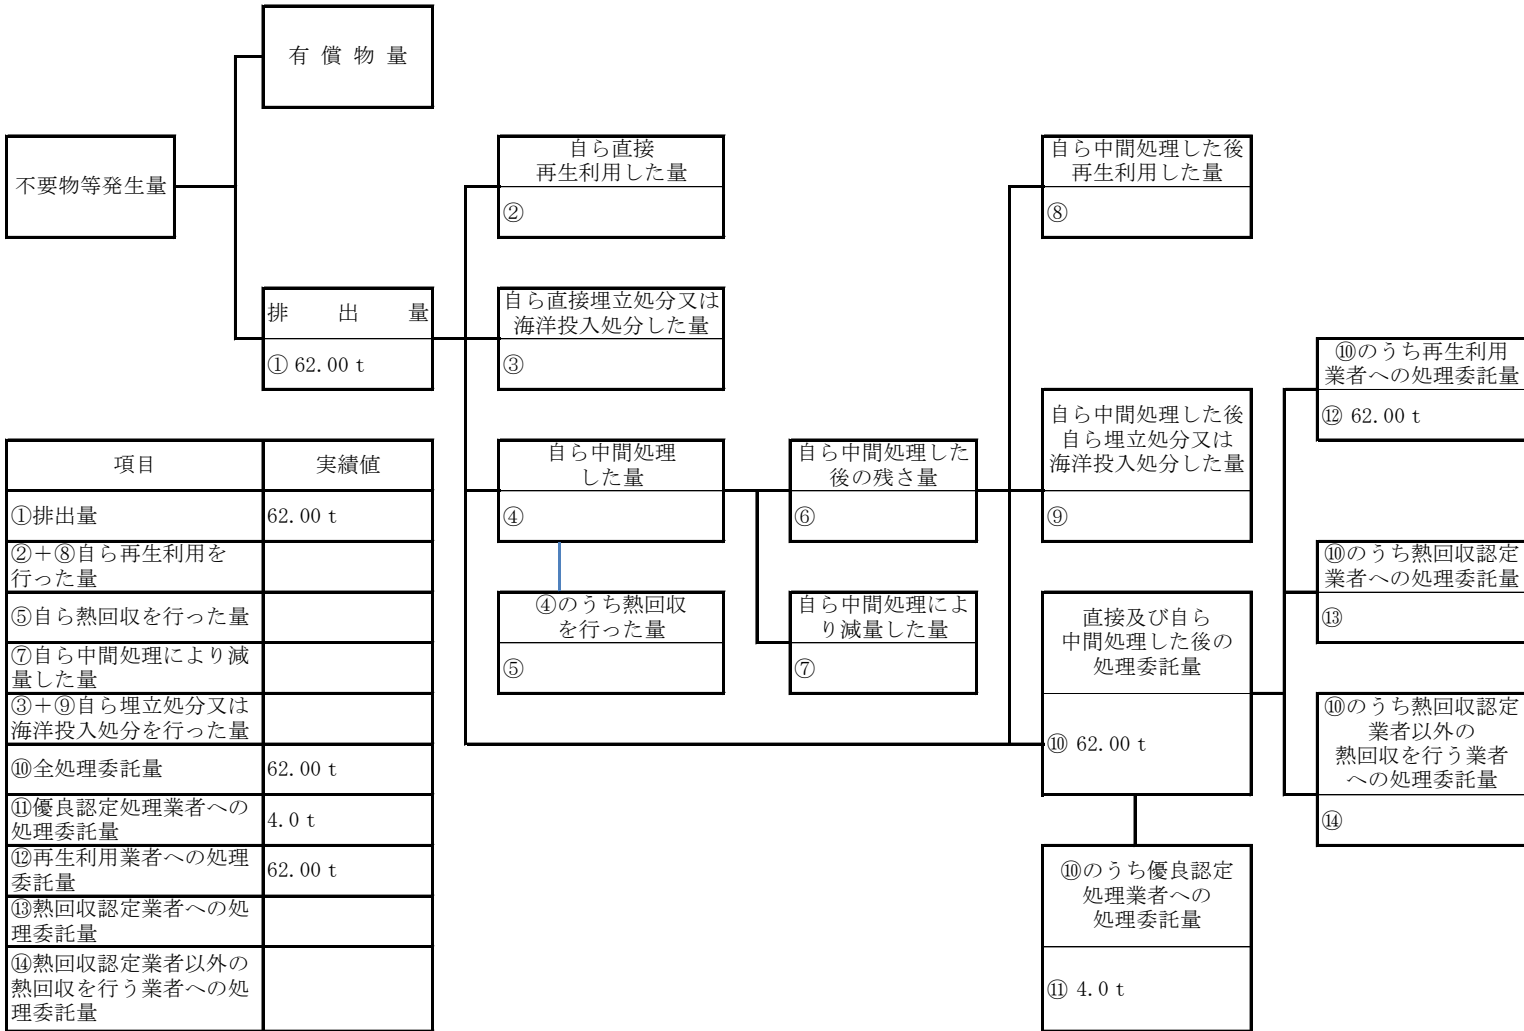 有償物量
不要物等発生量
排出量
① 62.00 t
自ら直接
再生利用した量
②
自ら直接埋立処分又は
海洋投入処分した量
③
自ら中間処理
した量
④
④のうち熱回収
を行った量
⑤
自ら中間処理した
後の残さ量
⑥
自ら中間処理によ
り減量した量
⑦
自ら中間処理した後
再生利用した量
⑧
自ら中間処理した後
自ら埋立処分又は
海洋投入処分した量
⑨
直接及び自ら
中間処理した後の
処理委託量
⑩ 62.00 t
⑩のうち優良認定
処理業者への
処理委託量
⑪ 4.0 t
⑩のうち再生利用
業者への処理委託量
⑫ 62.00 t
⑩のうち熱回収認定
業者への処理委託量
⑬
⑩のうち熱回収認定
業者以外の
熱回収を行う業者
への処理委託量
⑭
項目 実績値
①排出量 62.00 t
②+⑧自ら再生利用を
行った量
⑤自ら熱回収を行った量
⑦自ら中間処理により減
量した量
③+⑨自ら埋立処分又は
海洋投入処分を行った量
⑩全処理委託量 62.00 t
⑪優良認定処理業者への
処理委託量 4.0 t
⑫再生利用業者への処理
委託量 62.00 t
⑬熱回収認定業者への処
理委託量
⑭熱回収認定業者以外の
熱回収を行う業者への処
理委託量